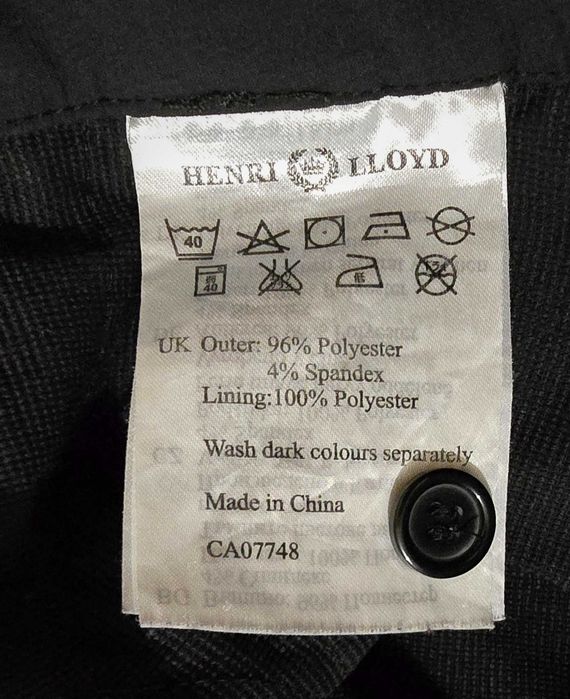 HENRI LLOYD
40
40
低
UK Outer: 96% Polyester
4% Spandex
Lining:100% Polyester
Wash dark colours separately
Made in China
CA07748